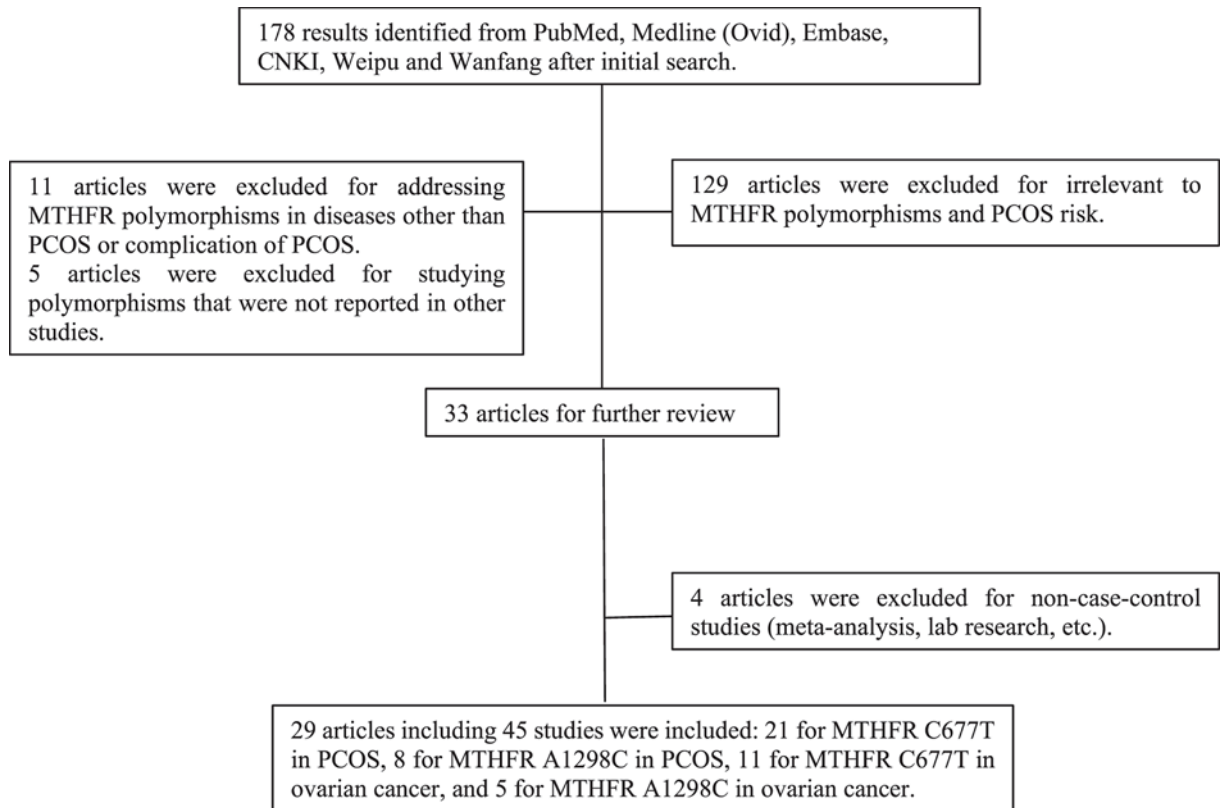 178 results identified from PubMed, Medline (Ovid), Embase,
CNKI, Weipu and Wanfang after initial search.
11 articles were excluded for addressing
MTHFR polymorphisms in diseases other than
PCOS or complication of PCOS.
5 articles were excluded for studying
polymorphisms that were not reported in other
studies.
129 articles were excluded for irrelevant to
MTHFR polymorphisms and PCOS risk.
33 articles for further review
4 articles were excluded for non-case-control
studies (meta-analysis, lab research, etc.).
29 articles including 45 studies were included: 21 for MTHFR C677T
in PCOS, 8 for MTHFR A1298C in PCOS, 11 for MTHFR C677T in
ovarian cancer, and 5 for MTHFR A1298C in ovarian cancer.